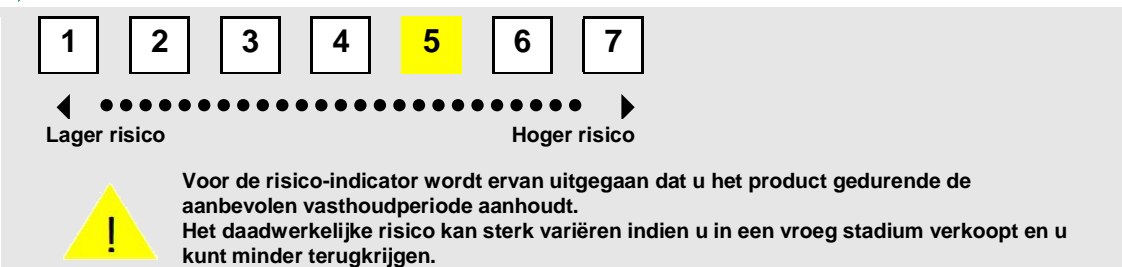 1 2 3 4 5 6 7
Lager risico Hoger risico
Voor de risico-indicator wordt ervan uitgegaan dat u het product gedurende de
aanbevolen vasthoudperiode aanhoudt.
! Het daadwerkelijke risico kan sterk variëren indien u in een vroeg stadium verkoopt en u
kunt minder terugkrijgen.